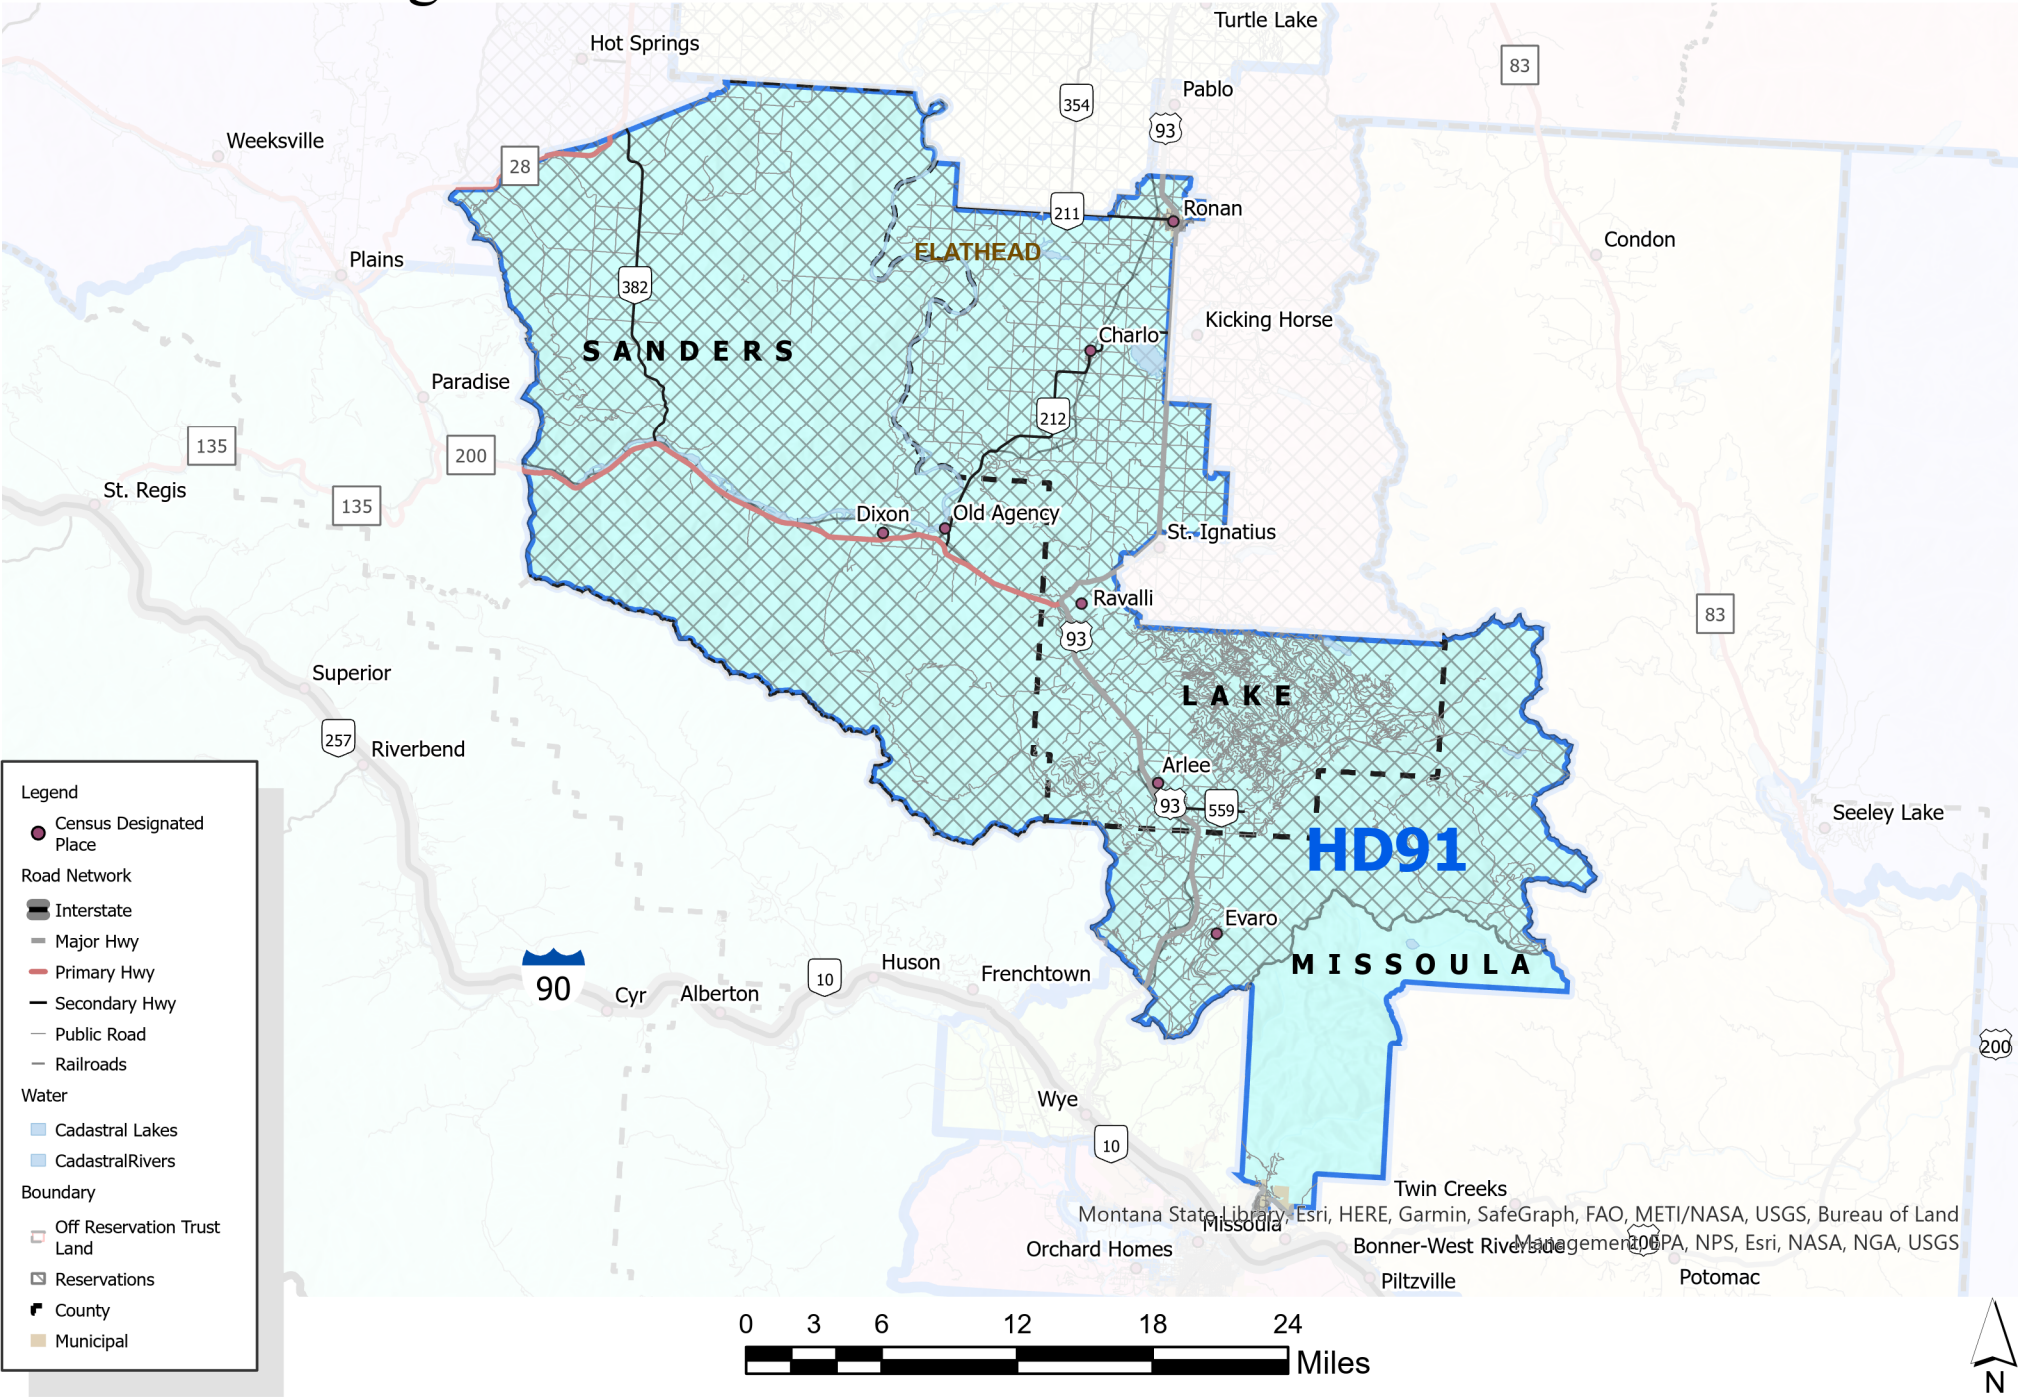 Turtle Lake
Hot Springs
83
Pablo
354
93
Weeksville
28
Ronan
211
Condon
FLATHEAD
Plains
382
Kicking Horse
Charlo
SANDERS
Paradise
212
135
200
St. Regis
135
Dixon
Old Agency
St. Ignatius
Ravalli
83
93
Superior
LAKE
257
Riverbend
Arlee
93
559
Seeley Lake
HD91
Evaro
MISSOULA
Huson
Frenchtown
10
90
Cyr
Alberton
200
Wye
10
Twin Creeks
Montana State Library, Esri, HERE, Garmin, SafeGraph, FAO, METI/NASA, USGS, Bureau of Land
Missoula
Management, EPA, NPS, Esri, NASA, NGA, USGS
Orchard Homes
Bonner-West Riverside
Piltzville
Potomac
Legend
Census Designated
Place
Road Network
Interstate
Major Hwy
Primary Hwy
Secondary Hwy
Public Road
Railroads
Water
Cadastral Lakes
CadastralRivers
Boundary
Off Reservation Trust
Land
Reservations
County
Municipal
0 3 6 12 18 24
Miles
N